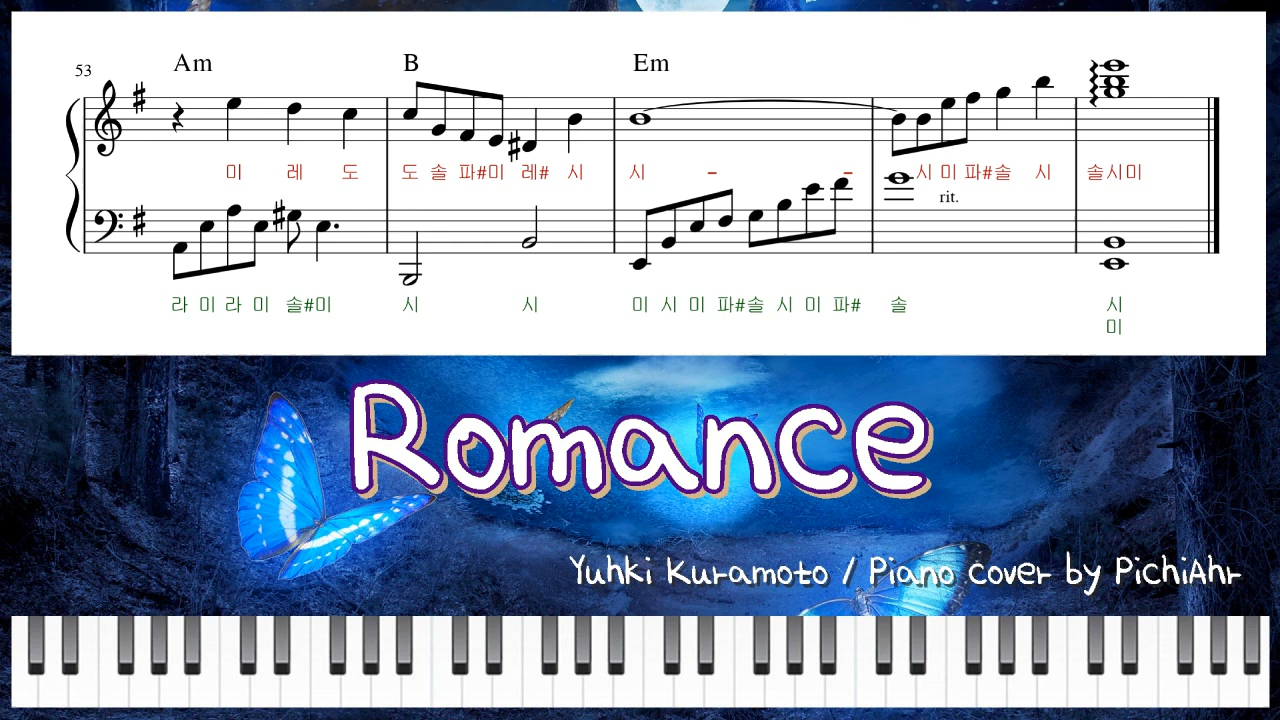 Am B Em
53
미 레 도 도 솔 파#미 레# 시 시 - - 시 미 파#솔 시 솔시미
rit.
라 미 라 미 솔#미 시 시 미 시 미 파#솔 시 미 파# 솔 시
미
Romance
Yuhki Kuramoto / Piano cover by PichiAhr